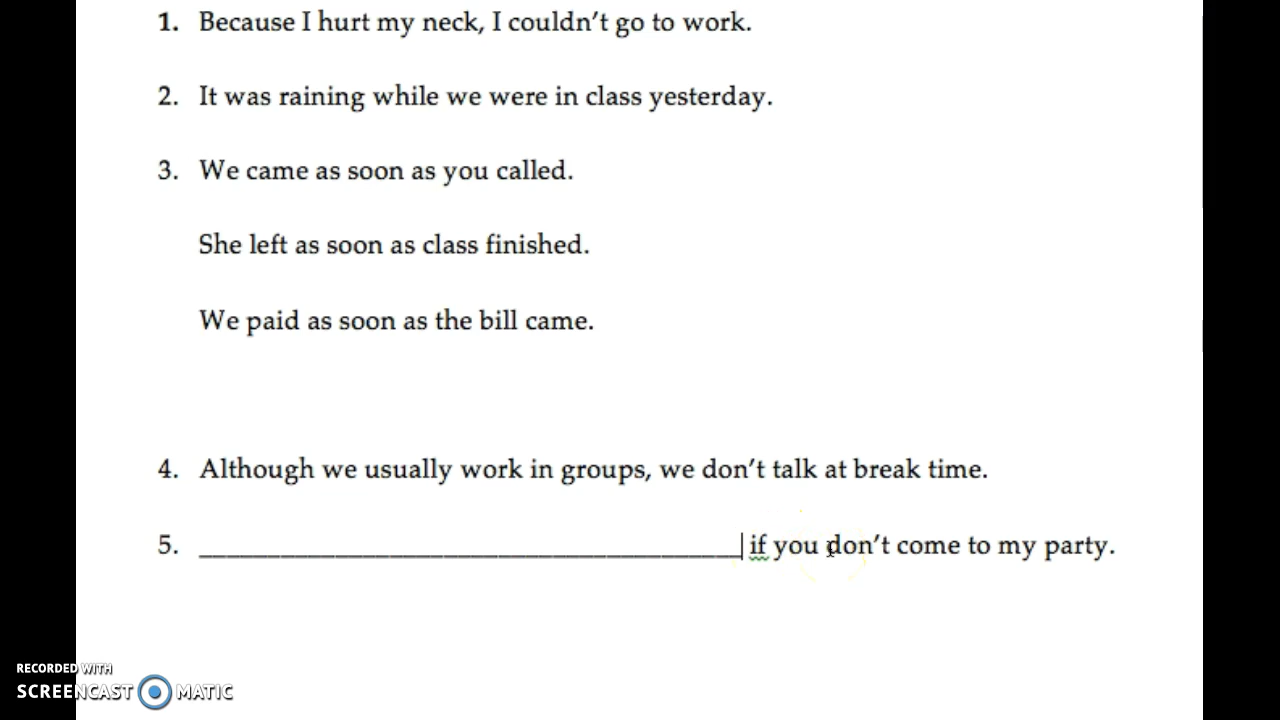 1. Because I hurt my neck, I couldn’t go to work.
2. It was raining while we were in class yesterday.
3. We came as soon as you called.
She left as soon as class finished.
We paid as soon as the bill came.
4. Although we usually work in groups, we don’t talk at break time.
5. ________________________________________ if you don’t come to my party.
RECORDED WITH
SCREENCAST MATIC